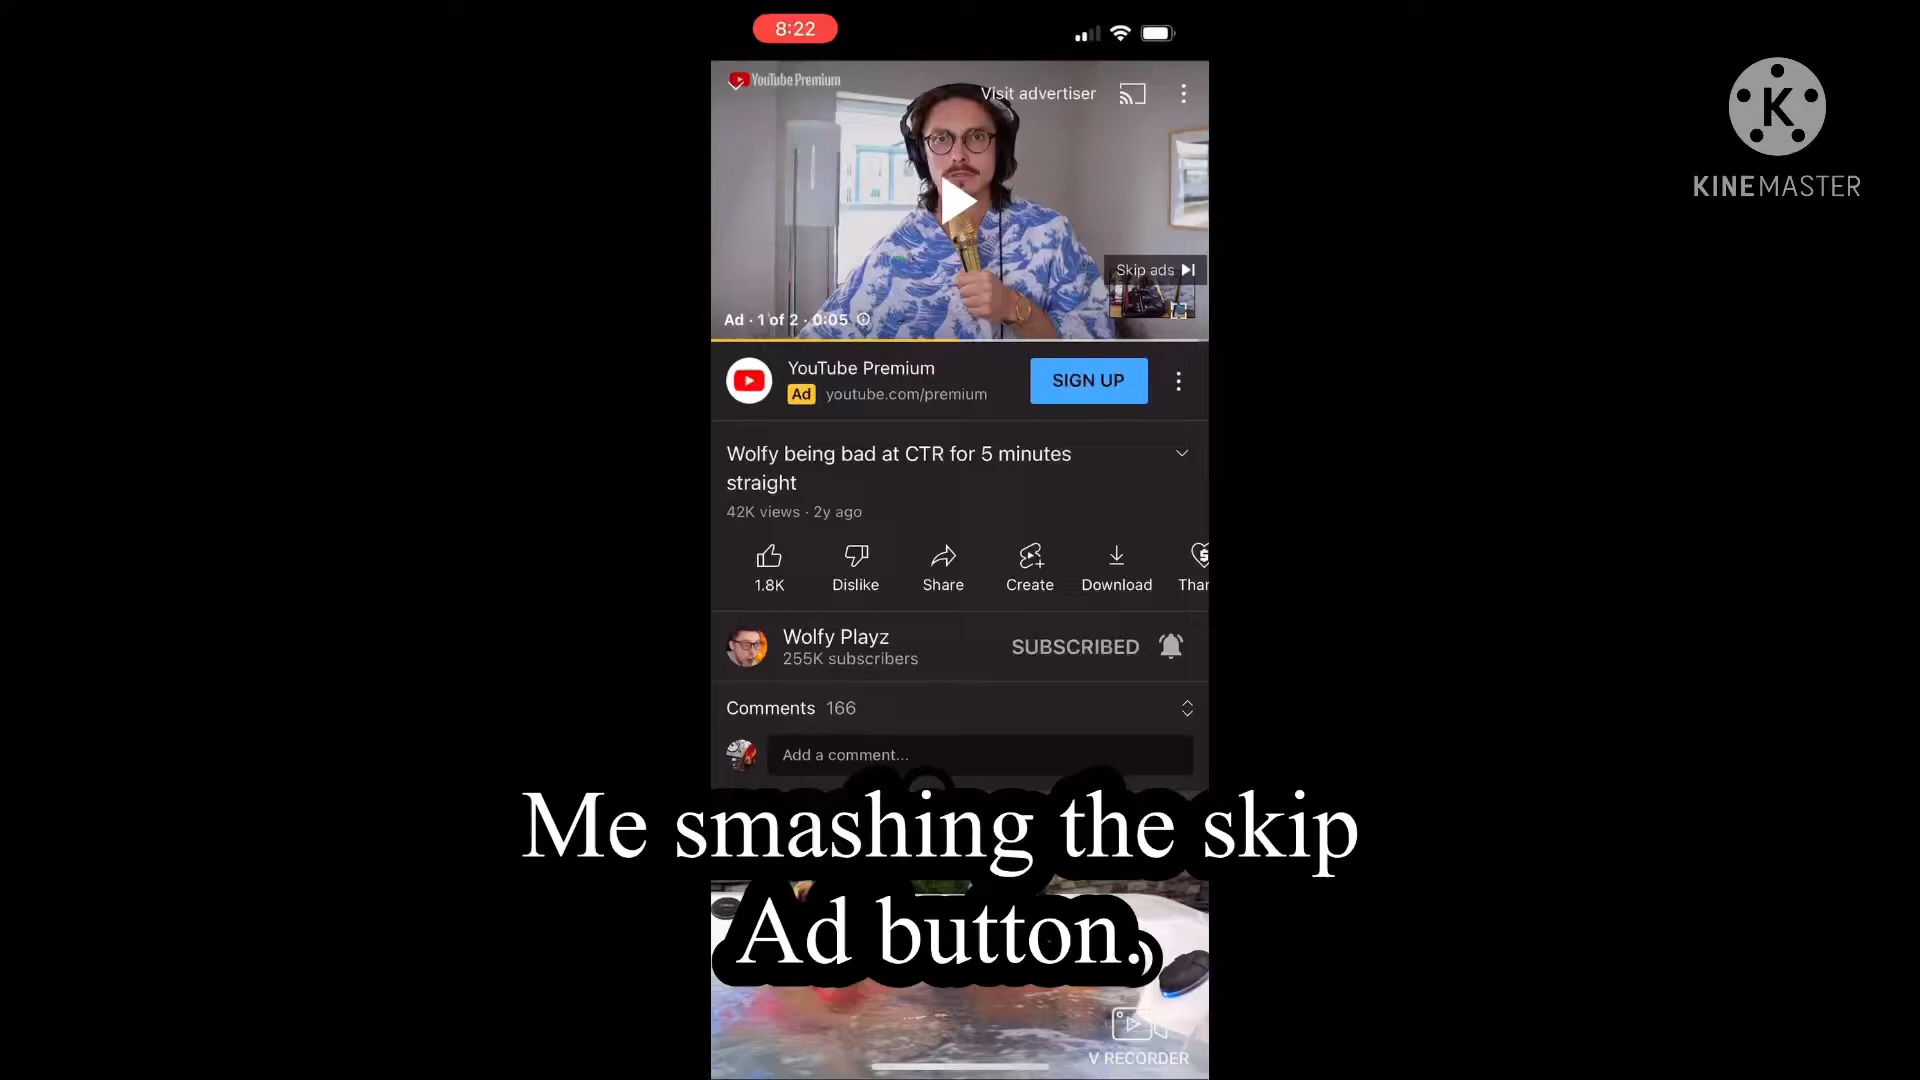 8:22
YouTube Premium
Visit advertiser
KINEMASTER
Skip ads
Ad · 1 of 2 · 0:05
YouTube Premium
Ad youtube.com/premium
SIGN UP
Wolfy being bad at CTR for 5 minutes
straight
42K views · 2y ago
1.8K Dislike Share Create Download Than
Wolfy Playz
255K subscribers
SUBSCRIBED
Comments 166
Add a comment...
Me smashing the skip
Ad button.
V RECORDER